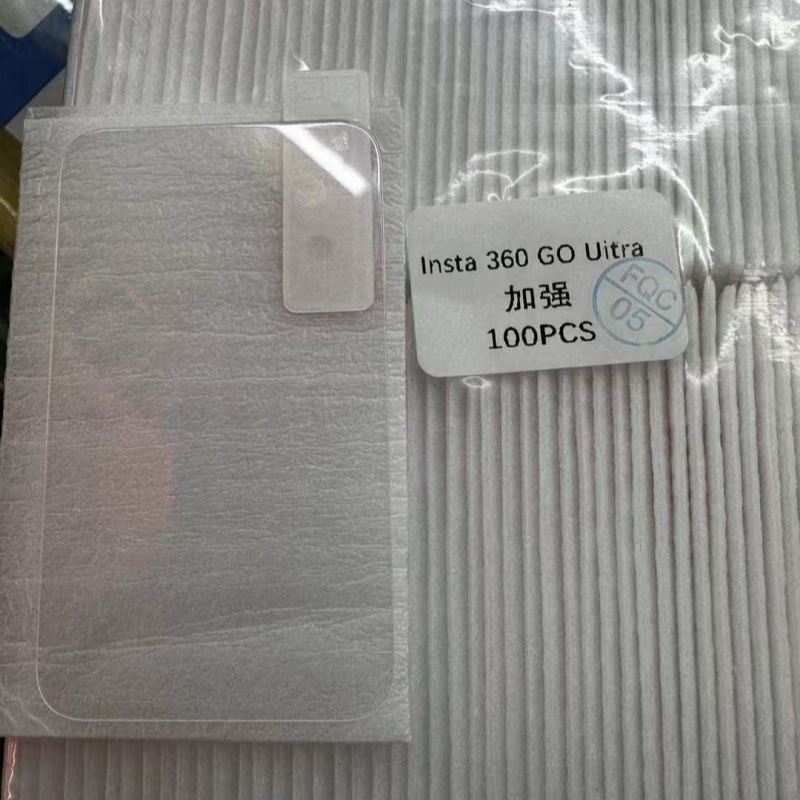 Insta 360 GO Uitra
加强
100PCS
FQC
05